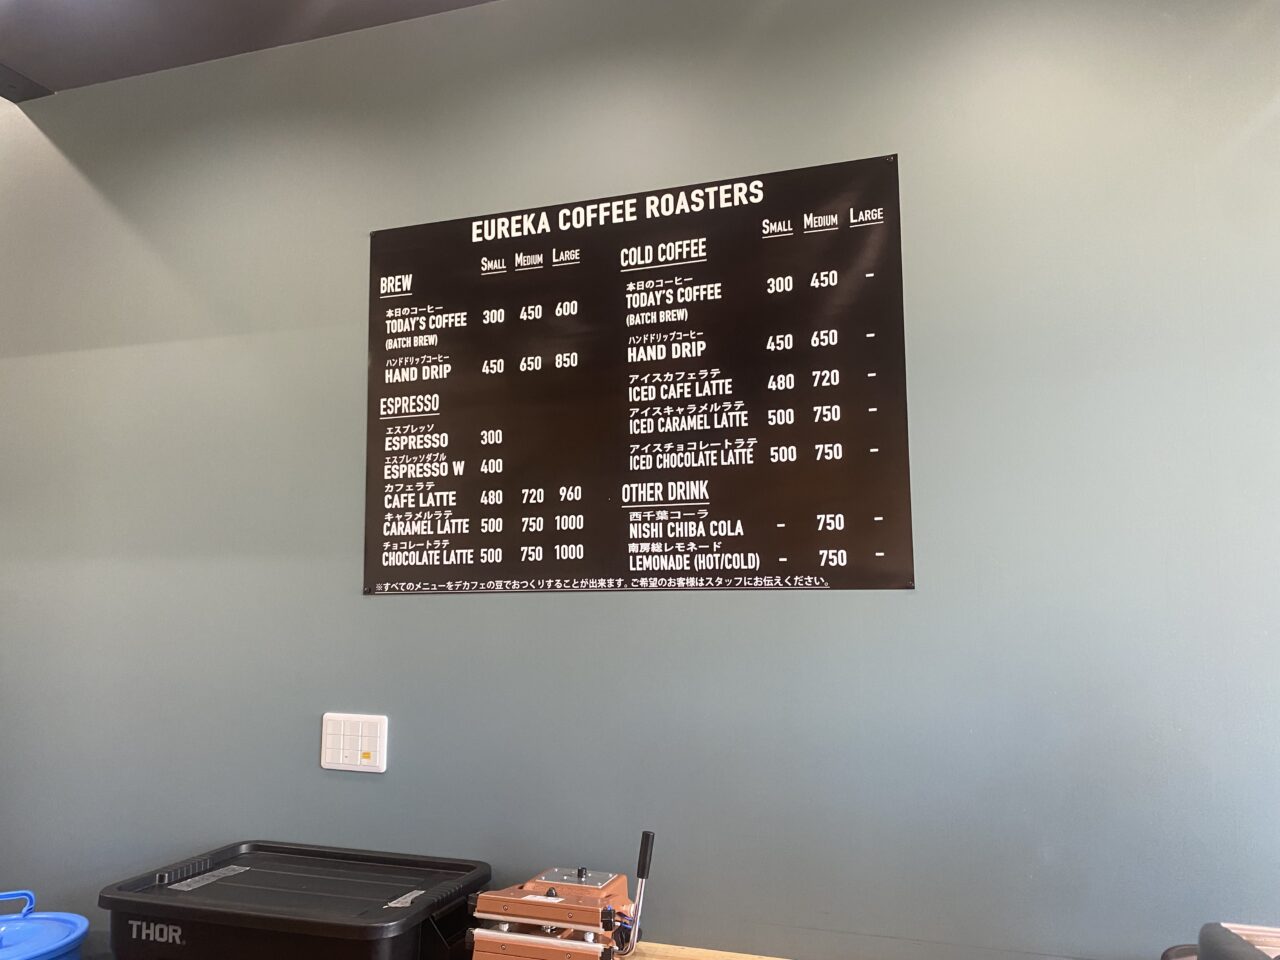 EUREKA COFFEE ROASTERS
SMALL MEDIUM LARGE
BREW
本日のコーヒー
TODAY'S COFFEE 300 450 600
(BATCH BREW)
ハンドドリップコーヒー
HAND DRIP 450 650 850
ESPRESSO
エスプレッソ
ESPRESSO 300
エスプレッソダブル
ESPRESSO W 400
カフェラテ
CAFE LATTE 480 720 960
キャラメルラテ
CARAMEL LATTE 500 750 1000
チョコレートラテ
CHOCOLATE LATTE 500 750 1000
SMALL MEDIUM LARGE
COLD COFFEE
本日のコーヒー
TODAY'S COFFEE 300 450 -
(BATCH BREW)
ハンドドリップコーヒー
HAND DRIP 450 650 -
アイスカフェラテ
ICED CAFE LATTE 480 720 -
アイスキャラメルラテ
ICED CARAMEL LATTE 500 750 -
アイスチョコレートラテ
ICED CHOCOLATE LATTE 500 750 -
OTHER DRINK
西千葉コーラ
NISHI CHIBA COLA - 750 -
南房総レモネード
LEMONADE (HOT/COLD) - 750 -
※すべてのメニューをデカフェの豆でおつくりすることが出来ます。ご希望のお客様はスタッフにお伝えください。
THOR